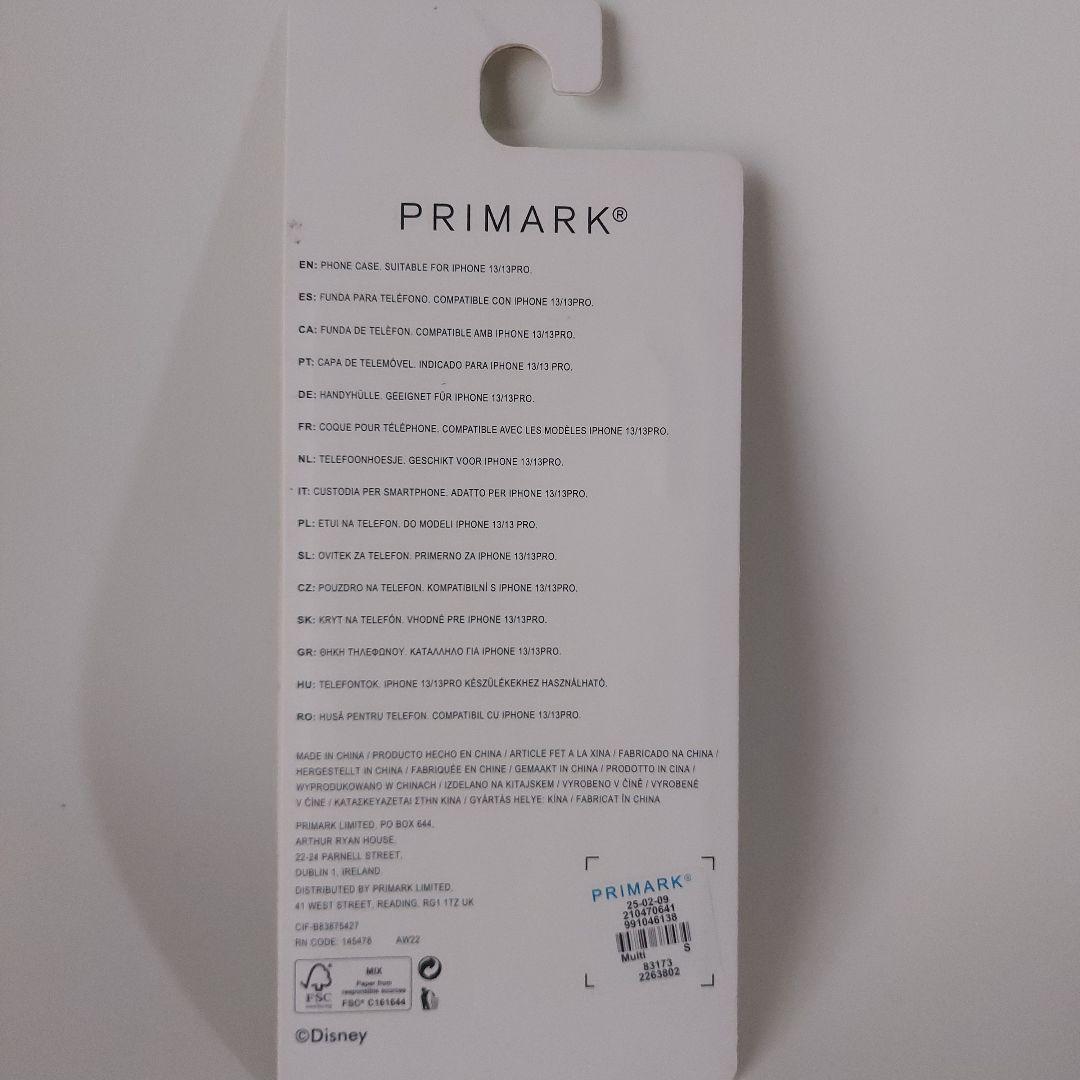 PRIMARK®
EN: PHONE CASE. SUITABLE FOR IPHONE 13/13PRO.
ES: FUNDA PARA TELÉFONO. COMPATIBLE CON IPHONE 13/13PRO.
CA: FUNDA DE TELÈFON. COMPATIBLE AMB IPHONE 13/13PRO.
PT: CAPA DE TELEMÓVEL. INDICADO PARA IPHONE 13/13 PRO.
DE: HANDYHÜLLE. GEEIGNET FÜR IPHONE 13/13PRO.
FR: COQUE POUR TÉLÉPHONE. COMPATIBLE AVEC LES MODÈLES IPHONE 13/13PRO.
NL: TELEFOONHOESJE. GESCHIKT VOOR IPHONE 13/13PRO.
IT: CUSTODIA PER SMARTPHONE. ADATTO PER IPHONE 13/13PRO.
PL: ETUI NA TELEFON. DO MODELI IPHONE 13/13 PRO.
SL: OVITEK ZA TELEFON. PRIMERNO ZA IPHONE 13/13PRO.
CZ: POUZDRO NA TELEFON. KOMPATIBILNÍ S IPHONE 13/13PRO.
SK: KRYT NA TELEFÓN. VHODNÉ PRE IPHONE 13/13PRO.
GR: ΘΗΚΗ ΤΗΛΕΦΩΝΟΥ. ΚΑΤΑΛΛΗΛΟ ΓΙΑ IPHONE 13/13PRO.
HU: TELEFONTOK. IPHONE 13/13PRO KÉSZÜLÉKEKHEZ HASZNÁLHATÓ.
RO: HUSĂ PENTRU TELEFON. COMPATIBIL CU IPHONE 13/13PRO.
MADE IN CHINA / PRODUCTO HECHO EN CHINA / ARTICLE FET A LA XINA / FABRICADO NA CHINA /
HERGESTELLT IN CHINA / FABRIQUÉE EN CHINE / GEMAAKT IN CHINA / PRODOTTO IN CINA /
WYPRODUKOWANO W CHINACH / IZDELANO NA KITAJSKEM / VYROBENO V ČÍNĚ / VYROBENÉ
V ČÍNE / ΚΑΤΑΣΚΕΥΑΖΕΤΑΙ ΣΤΗΝ ΚΙΝΑ / GYÁRTÁS HELYE: KÍNA / FABRICAT ÎN CHINA
PRIMARK LIMITED. PO BOX 644,
ARTHUR RYAN HOUSE,
22-24 PARNELL STREET,
DUBLIN 1, IRELAND
DISTRIBUTED BY PRIMARK LIMITED,
41 WEST STREET, READING, RG1 1TZ UK
CIF-B83875427
RN CODE: 145478 AW22
FSC
MIX
Paper from
responsible sources
FSC® C161644
©Disney
PRIMARK®
25-02-09
210470641
991046138
Multi S
83173
2263802